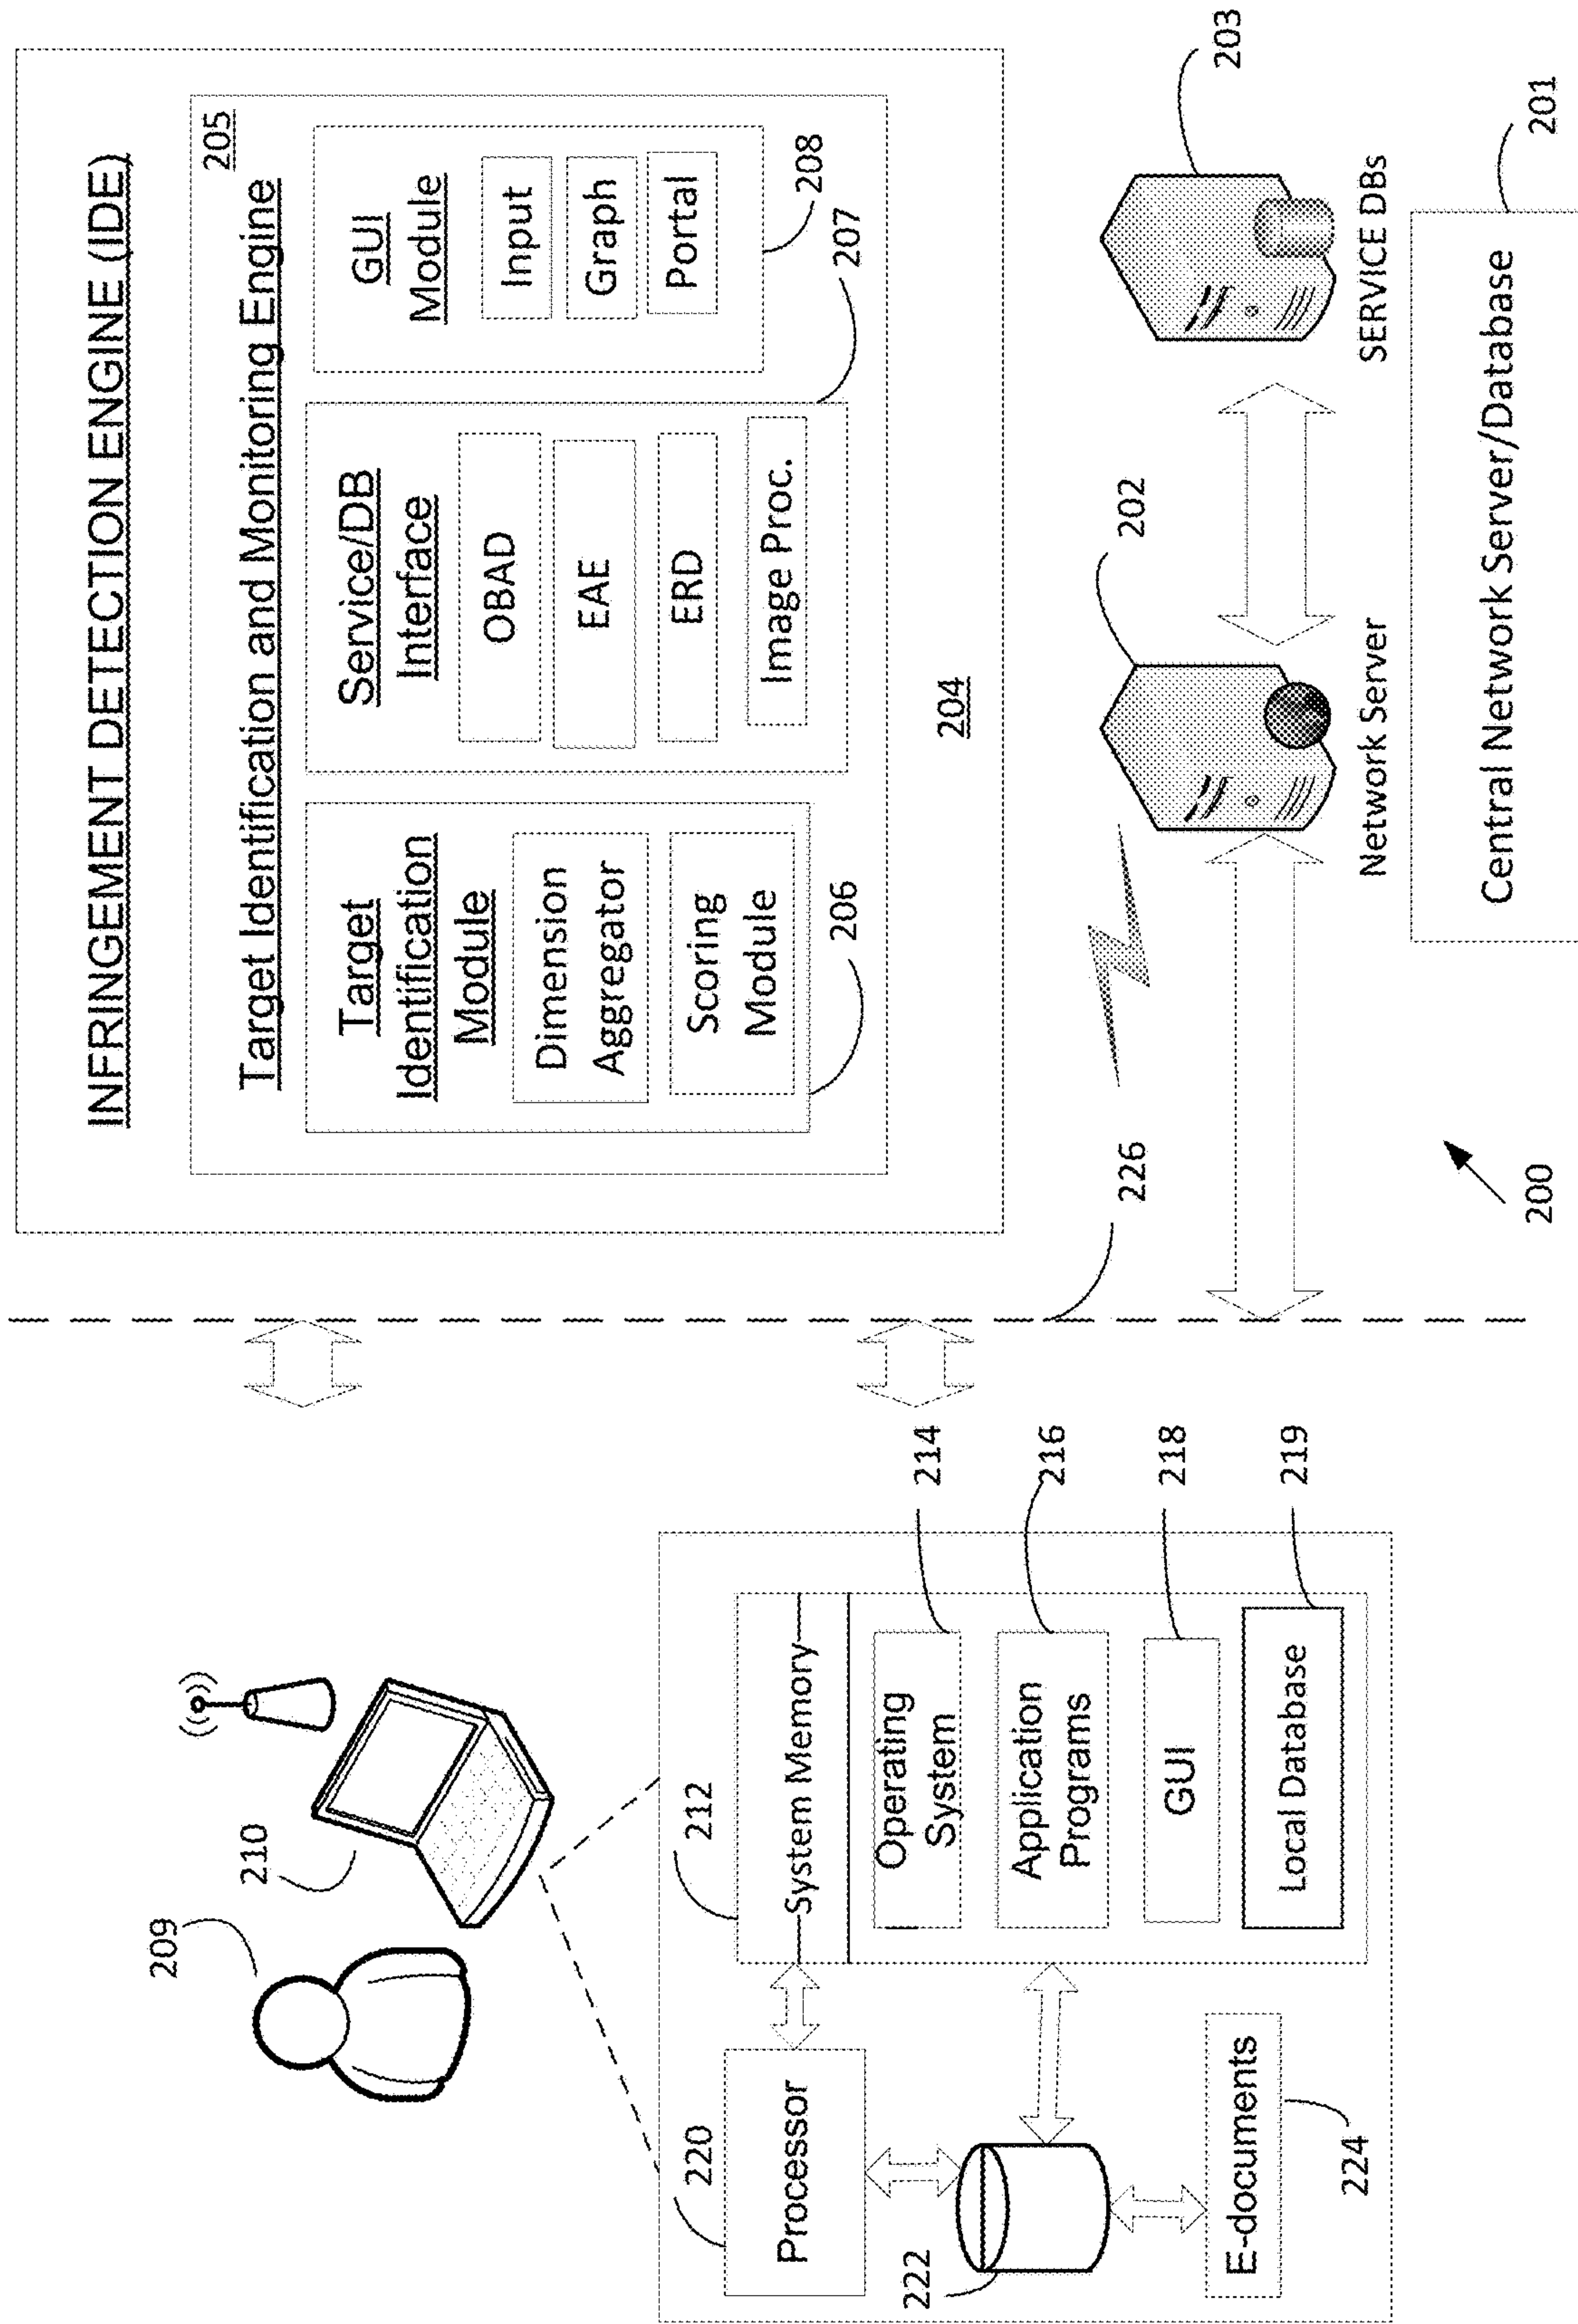 209
210
220
Processor
212
System Memory
Operating
System
214
Application
Programs
216
GUI
218
Local Database
219
222
E-documents
224
INFRINGEMENT DETECTION ENGINE (IDE)
205
Target Identification and Monitoring Engine
Target
Identification
Module
Dimension
Aggregator
Scoring
Module
206
Service/DB
Interface
OBAD
EAE
ERD
Image Proc.
207
GUI
Module
Input
Graph
Portal
208
204
226
202
Network Server
203
SERVICE DBs
201
Central Network Server/Database
200